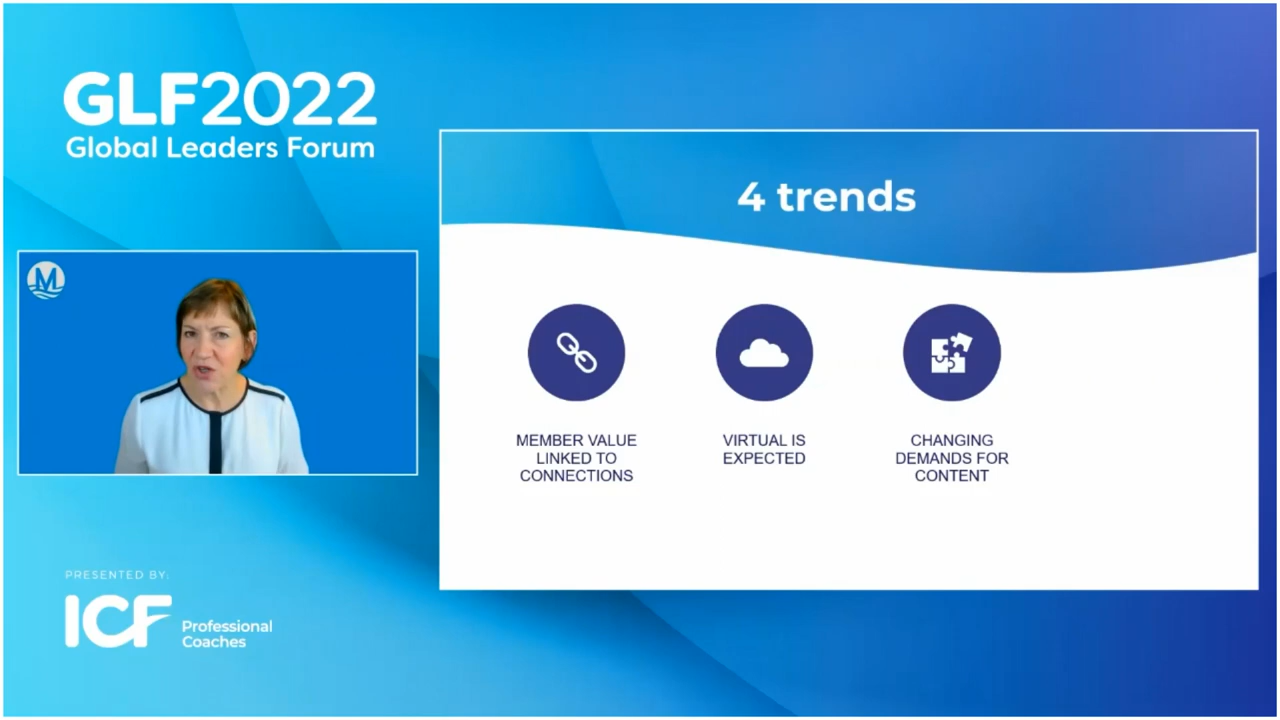 GLF2022
Global Leaders Forum
M
4 trends
MEMBER VALUE
LINKED TO
CONNECTIONS
VIRTUAL IS
EXPECTED
CHANGING
DEMANDS FOR
CONTENT
PRESENTED BY:
ICF
Professional
Coaches